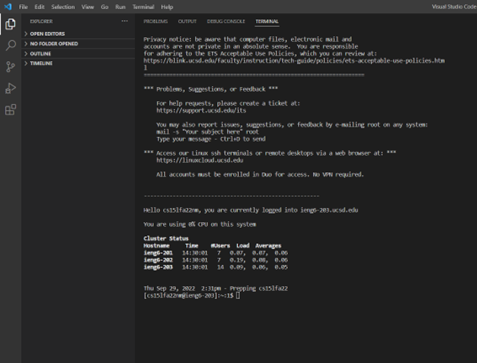 File Edit Selection View Go Run Terminal Help
Visual Studio Code
EXPLORER
OPEN EDITORS
NO FOLDER OPENED
OUTLINE
TIMELINE
PROBLEMS OUTPUT DEBUG CONSOLE TERMINAL
Privacy notice: be aware that computer files, electronic mail and
accounts are not private in an absolute sense. You are responsible
for adhering to the ETS Acceptable Use Policies, which you can review at:
https://blink.ucsd.edu/faculty/instruction/tech-guide/policies/ets-acceptable-use-policies.htm
l
===============================================================
*** Problems, Suggestions, or Feedback ***
For help requests, please create a ticket at:
https://support.ucsd.edu/its
You may also report issues, suggestions, or feedback by e-mailing root on any system:
mail -s "Your subject here" root
Type your message - Ctrl+D to send
*** Access our Linux ssh terminals or remote desktops via a web browser at: ***
https://linuxcloud.ucsd.edu
All accounts must be enrolled in Duo for access. No VPN required.
---------------------------------------------------
Hello cs15lfa22nm, you are currently logged into ieng6-203.ucsd.edu
You are using 0% CPU on this system
Cluster Status
Hostname Time #Users Load Averages
ieng6-201 14:30:01 7 0.07, 0.07, 0.06
ieng6-202 14:30:01 7 0.19, 0.08, 0.06
ieng6-203 14:30:01 14 0.09, 0.06, 0.05
Thu Sep 29, 2022 2:31pm - Prepping cs15lfa22
[cs15lfa22nm@ieng6-203]:~:1$